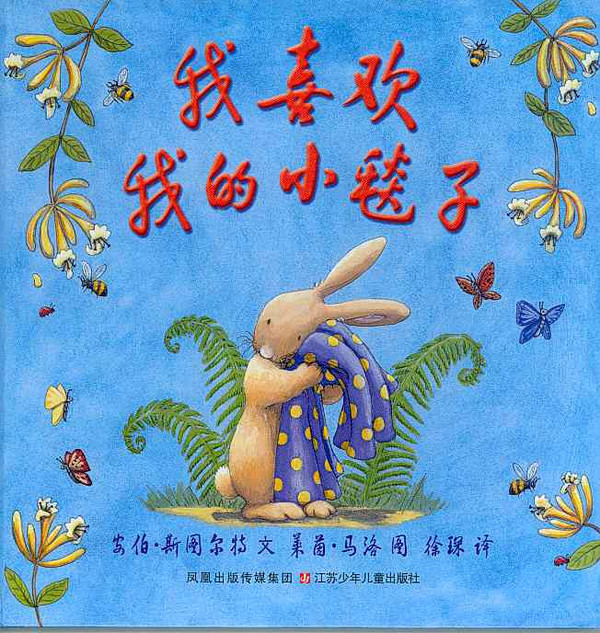 我喜欢
我的小毯子
安伯·斯图尔特 文 莱茵·马洛 图 徐琛 译
凤凰出版传媒集团 江苏少年儿童出版社